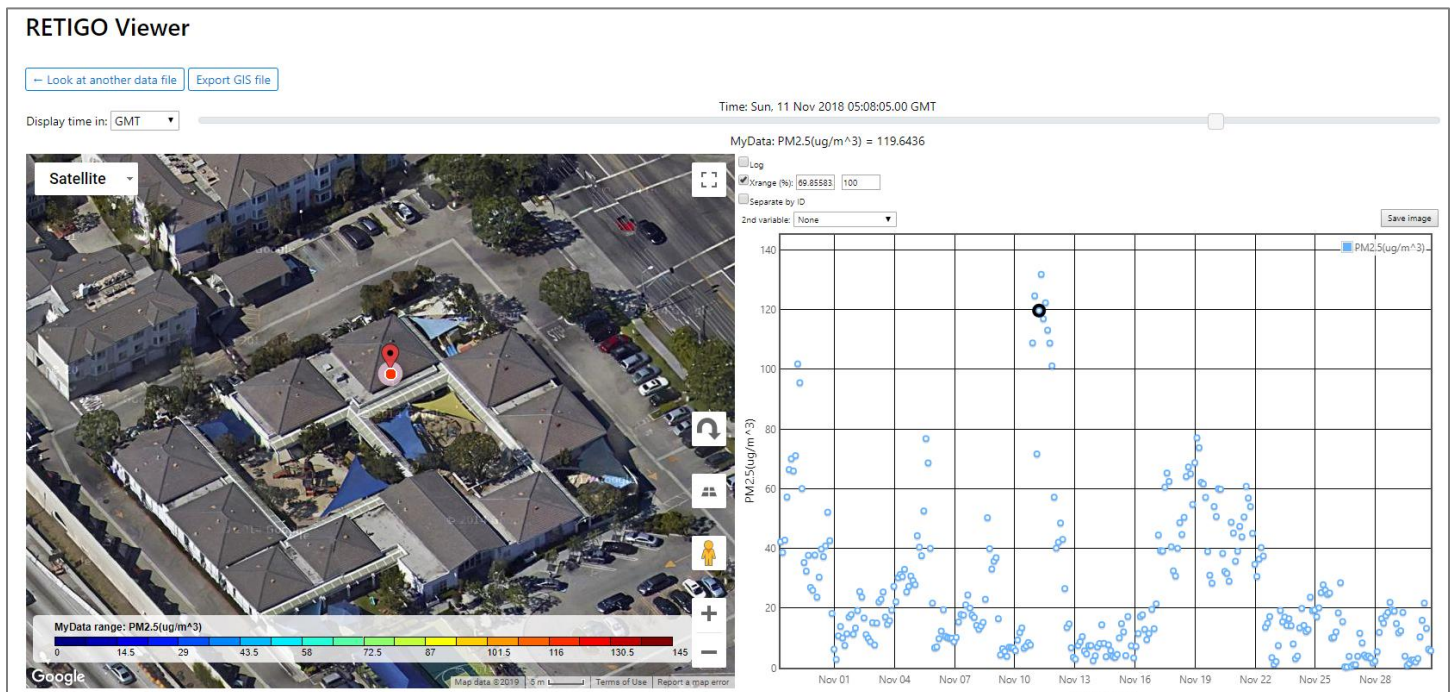 RETIGO Viewer
← Look at another data file Export GIS file
Time: Sun, 11 Nov 2018 05:08:05.00 GMT
Display time in: GMT
MyData: PM2.5(ug/m^3) = 119.6436
Satellite
Log
Xrange (%): 69.85583 100
Separate by ID
2nd variable: None
Save image
PM2.5(ug/m^3)
140
120
100
80
60
40
20
0
PM2.5(ug/m^3)
Nov 01 Nov 04 Nov 07 Nov 10 Nov 13 Nov 16 Nov 19 Nov 22 Nov 25 Nov 28
MyData range: PM2.5(ug/m^3)
0 14.5 29 43.5 58 72.5 87 101.5 116 130.5 145
Google
Map data ©2019 5 m Terms of Use Report a map error